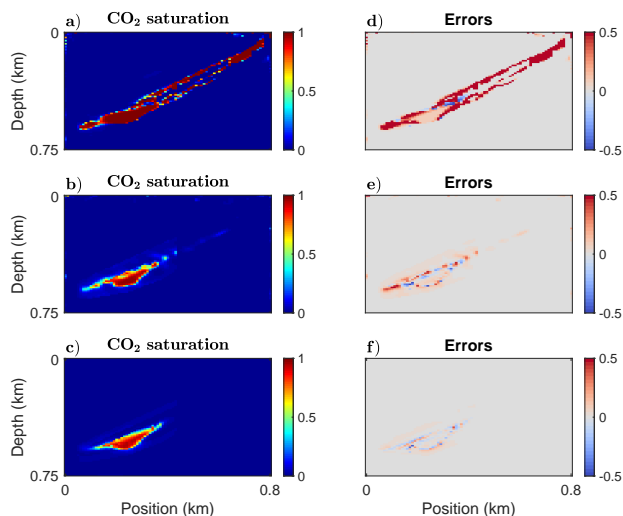 a) CO₂ saturation
d) Errors
0
1
0.5
0
0.5
0
-0.5
Depth (km)
0.75
b) CO₂ saturation
e) Errors
0
1
0.5
0
0.5
0
-0.5
Depth (km)
0.75
c) CO₂ saturation
f) Errors
0
1
0.5
0
0.5
0
-0.5
Depth (km)
0.75
0 0.8
0 0.8
Position (km)
Position (km)